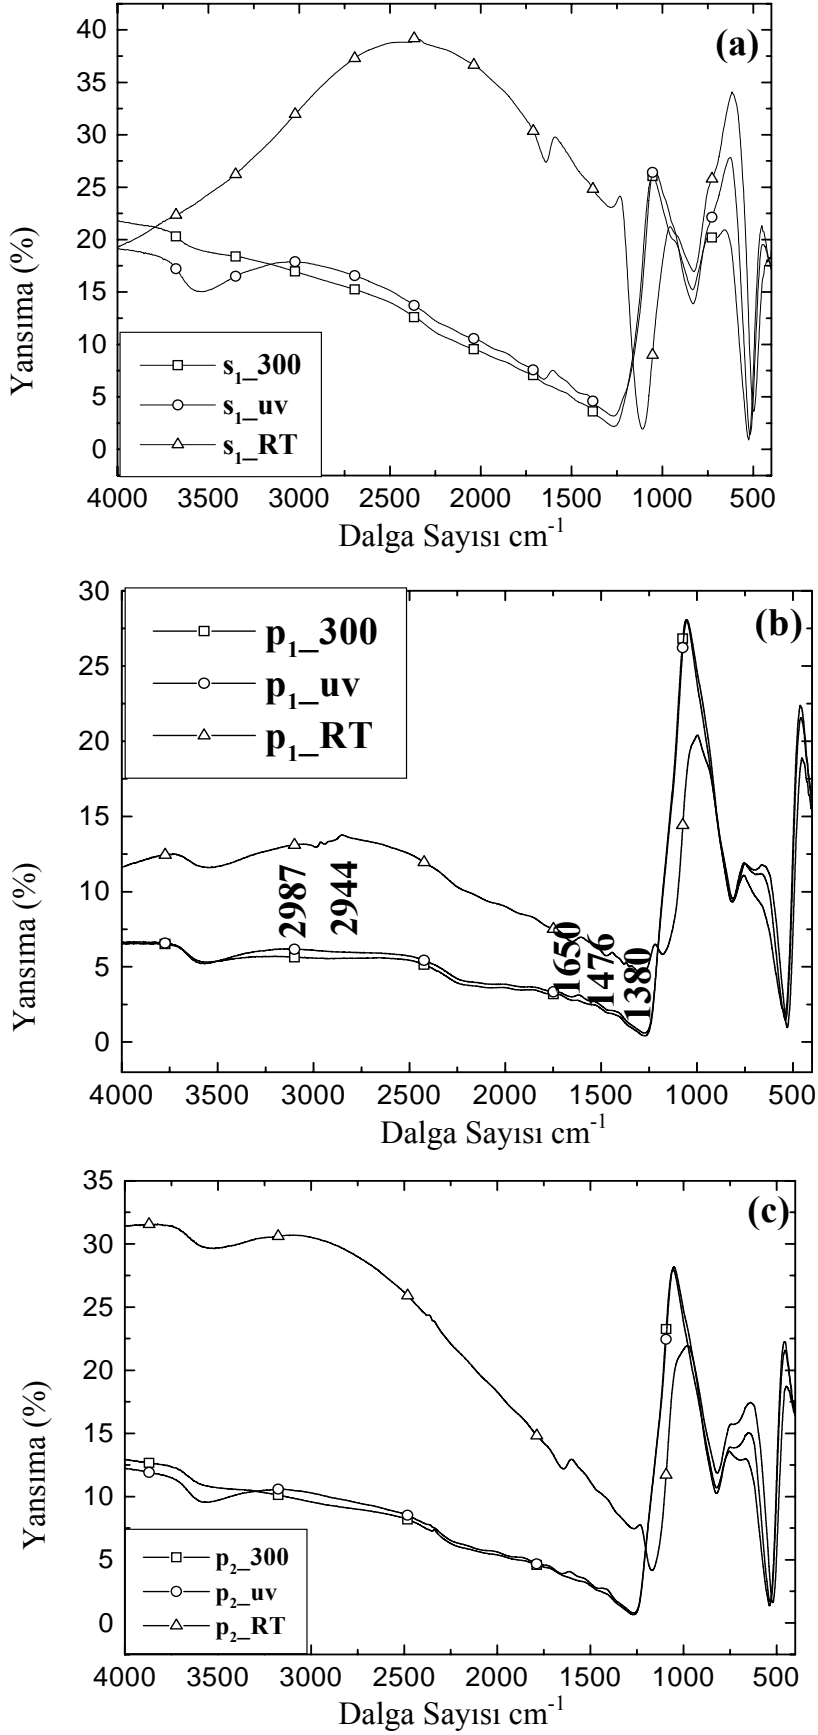 (a)
40
35
30
25
20
15
10
5
0
Yansıma (%)
s1_300
s1_uv
s1_RT
4000 3500 3000 2500 2000 1500 1000 500
Dalga Sayısı cm-1
(b)
30
25
20
15
10
5
0
Yansıma (%)
p1_300
p1_uv
p1_RT
2987
2944
1650
1476
1380
4000 3500 3000 2500 2000 1500 1000 500
Dalga Sayısı cm-1
(c)
35
30
25
20
15
10
5
0
Yansıma (%)
p2_300
p2_uv
p2_RT
4000 3500 3000 2500 2000 1500 1000 500
Dalga Sayısı cm-1